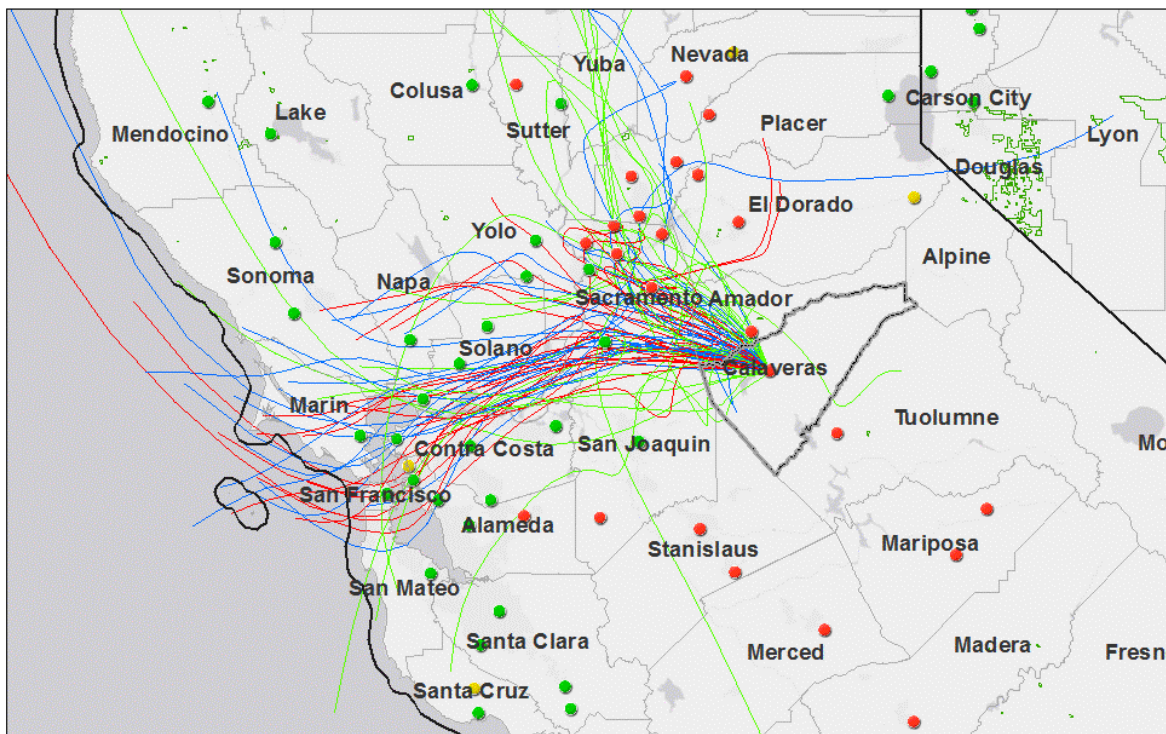 Nevada
Yuba
Colusa
Carson City
Lake
Placer
Mendocino
Sutter
Lyon
Douglas
El Dorado
Yolo
Alpine
Sonoma
Napa
Sacramento
Amador
Solano
Calaveras
Marin
Tuolumne
San Joaquin
Mo
Contra Costa
San Francisco
Alameda
Stanislaus
Mariposa
San Mateo
Santa Clara
Merced
Madera
Fresn
Santa Cruz